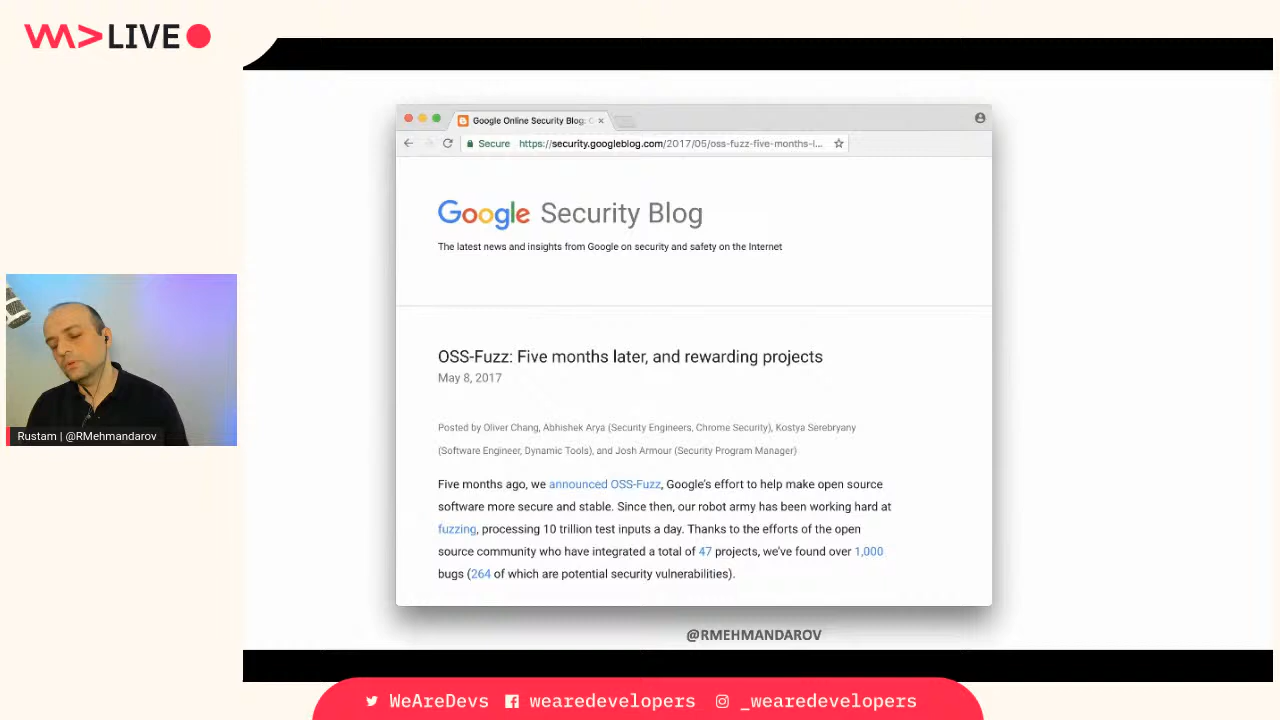 LIVE
Google Online Security Blog: 
Secure https://security.googleblog.com/2017/05/oss-fuzz-five-months-l...
Google Security Blog
The latest news and insights from Google on security and safety on the Internet
OSS-Fuzz: Five months later, and rewarding projects
May 8, 2017
Posted by Oliver Chang, Abhishek Arya (Security Engineers, Chrome Security), Kostya Serebryany
(Software Engineer, Dynamic Tools), and Josh Armour (Security Program Manager)
Five months ago, we announced OSS-Fuzz, Google's effort to help make open source
software more secure and stable. Since then, our robot army has been working hard at
fuzzing, processing 10 trillion test inputs a day. Thanks to the efforts of the open
source community who have integrated a total of 47 projects, we've found over 1,000
bugs (264 of which are potential security vulnerabilities).
Rustam | @RMehmandarov
@RMEHMANDAROV
WeAreDevs wearedevelopers _wearedevelopers